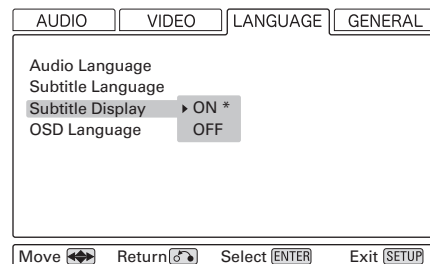 AUDIO VIDEO LANGUAGE GENERAL
Audio Language
Subtitle Language
Subtitle Display ▸ ON *
OSD Language OFF
Move Return Select ENTER Exit SETUP